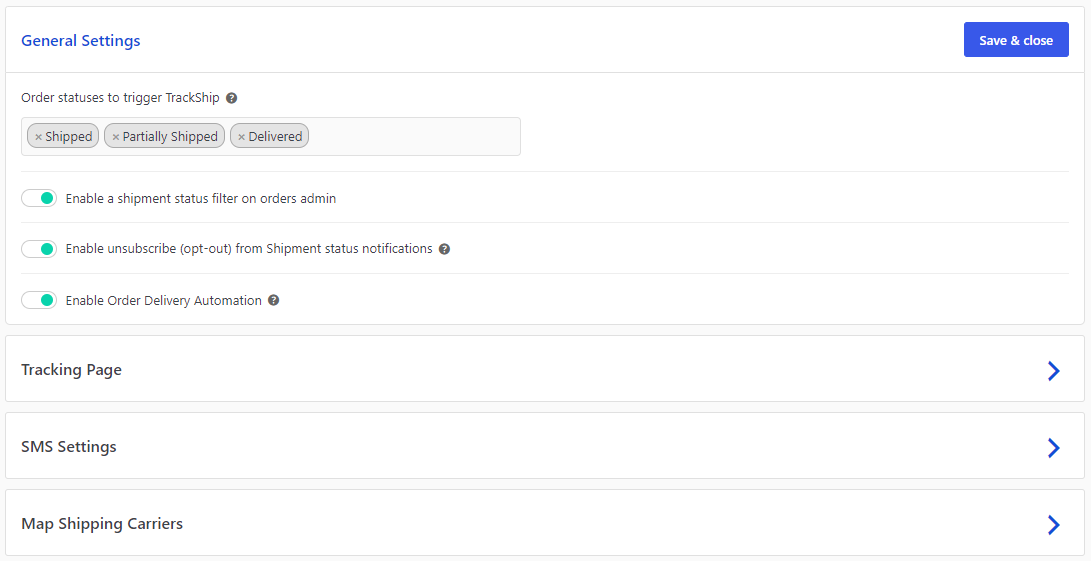 General Settings
Save & close
Order statuses to trigger TrackShip ?
× Shipped × Partially Shipped × Delivered
Enable a shipment status filter on orders admin
Enable unsubscribe (opt-out) from Shipment status notifications ?
Enable Order Delivery Automation ?
Tracking Page
SMS Settings
Map Shipping Carriers